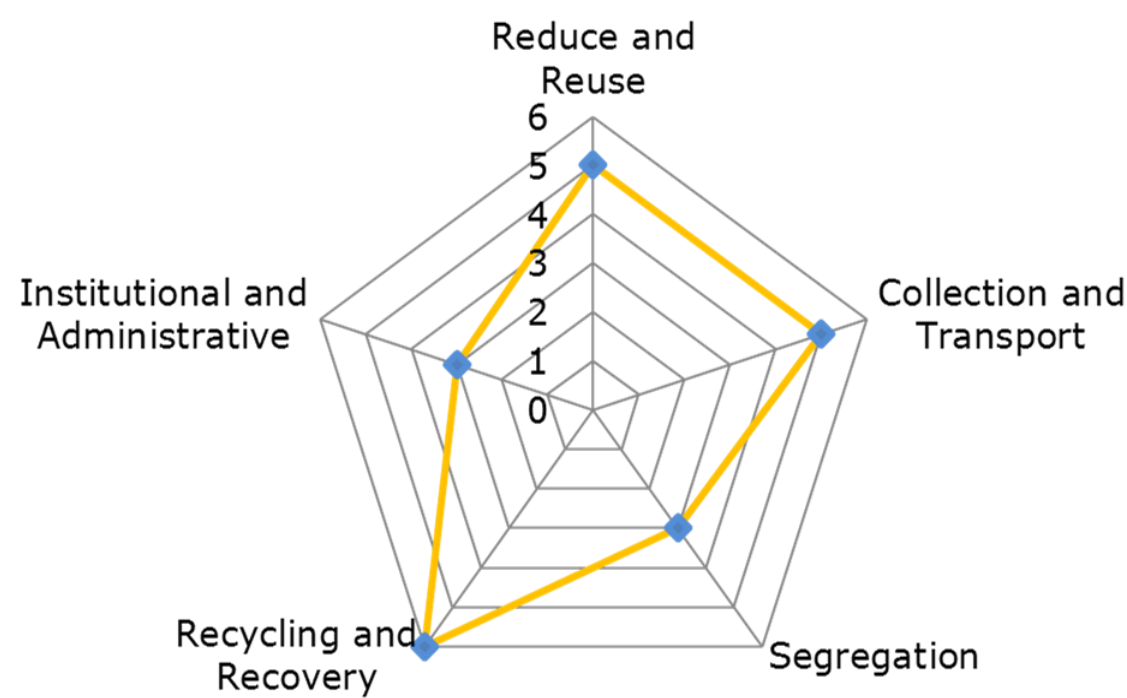 Reduce and
Reuse
6
5
4
3
2
1
0
Institutional and
Administrative
Collection and
Transport
Recycling and
Recovery
Segregation